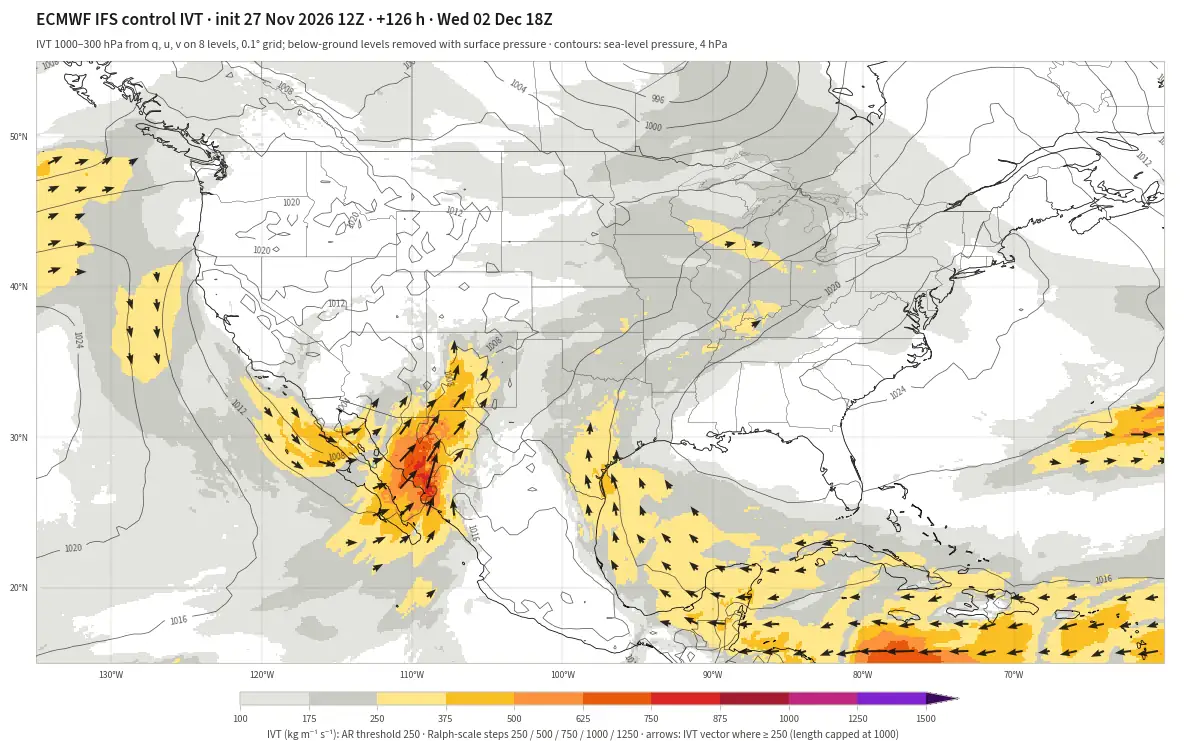 ECMWF IFS control IVT · init 27 Nov 2026 12Z · +126 h · Wed 02 Dec 18Z
IVT 1000–300 hPa from q, u, v on 8 levels, 0.1° grid; below-ground levels removed with surface pressure · contours: sea-level pressure, 4 hPa
1008
1004
996
1000
1012
50°N
1020
1020
1012
1020
40°N
1012
1020
1024
1008
1012
1024
30°N
1008
1016
1020
1016
20°N
1016
130°W 120°W 110°W 100°W 90°W 80°W 70°W
100 175 250 375 500 625 750 875 1000 1250 1500
IVT (kg m⁻¹ s⁻¹): AR threshold 250 · Ralph-scale steps 250 / 500 / 750 / 1000 / 1250 · arrows: IVT vector where ≥ 250 (length capped at 1000)